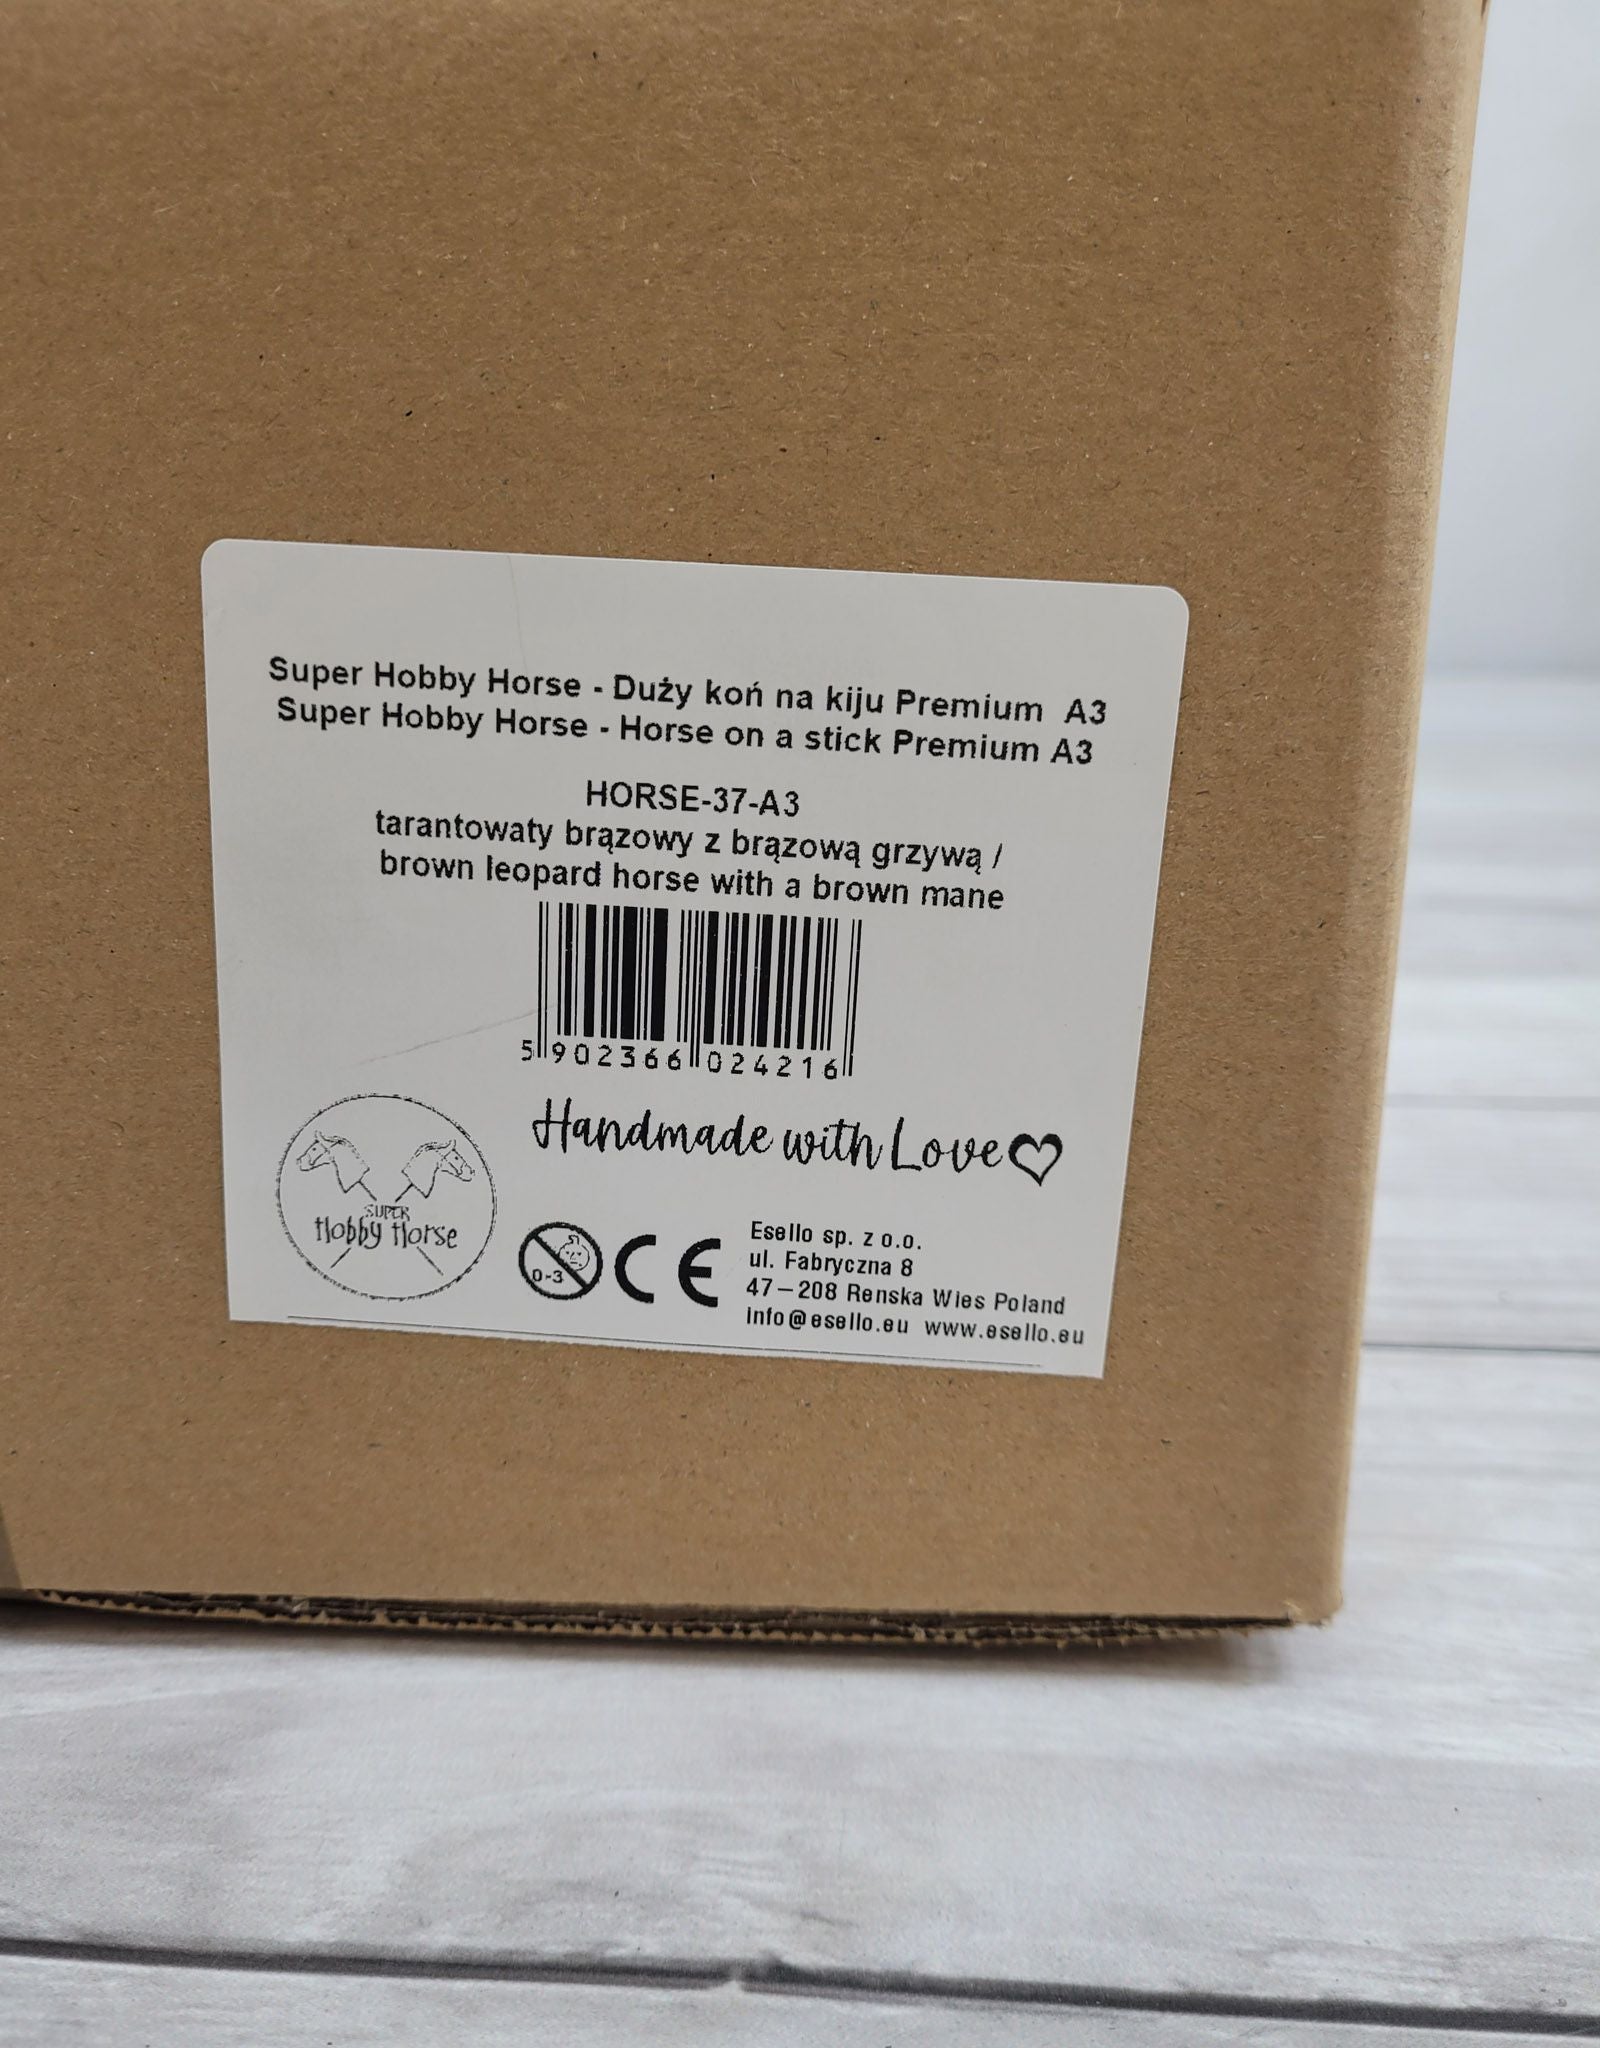 Super Hobby Horse - Duży koń na kiju Premium A3
Super Hobby Horse - Horse on a stick Premium A3
HORSE-37-A3
tarantowaty brązowy z brązową grzywą /
brown leopard horse with a brown mane
5 902366 024216
Handmade with Love
SUPER
Hobby Horse
0-3
CE
Esello sp. z o.o.
ul. Fabryczna 8
47-208 Renska Wies Poland
info@esello.eu www.esello.eu